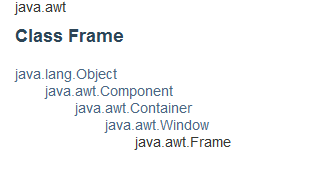 java.awt
Class Frame
java.lang.Object
java.awt.Component
java.awt.Container
java.awt.Window
java.awt.Frame